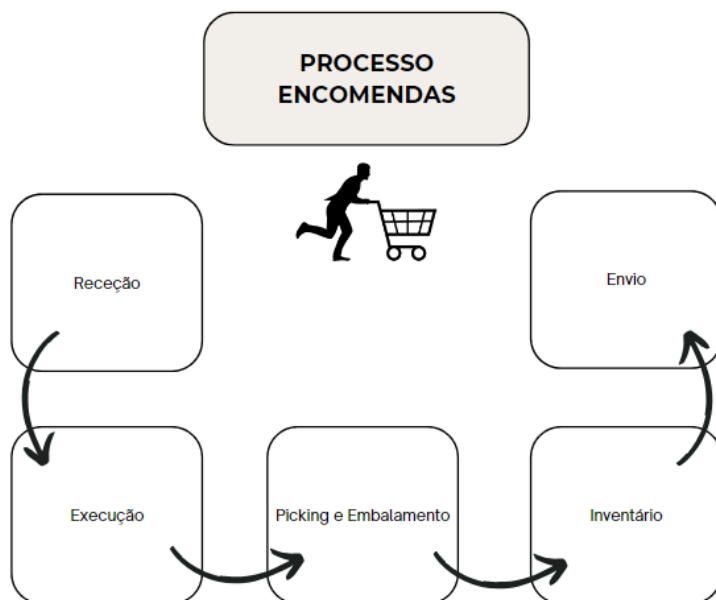 PROCESSO
ENCOMENDAS
Receção
Envio
Execução
Picking e Embalamento
Inventário